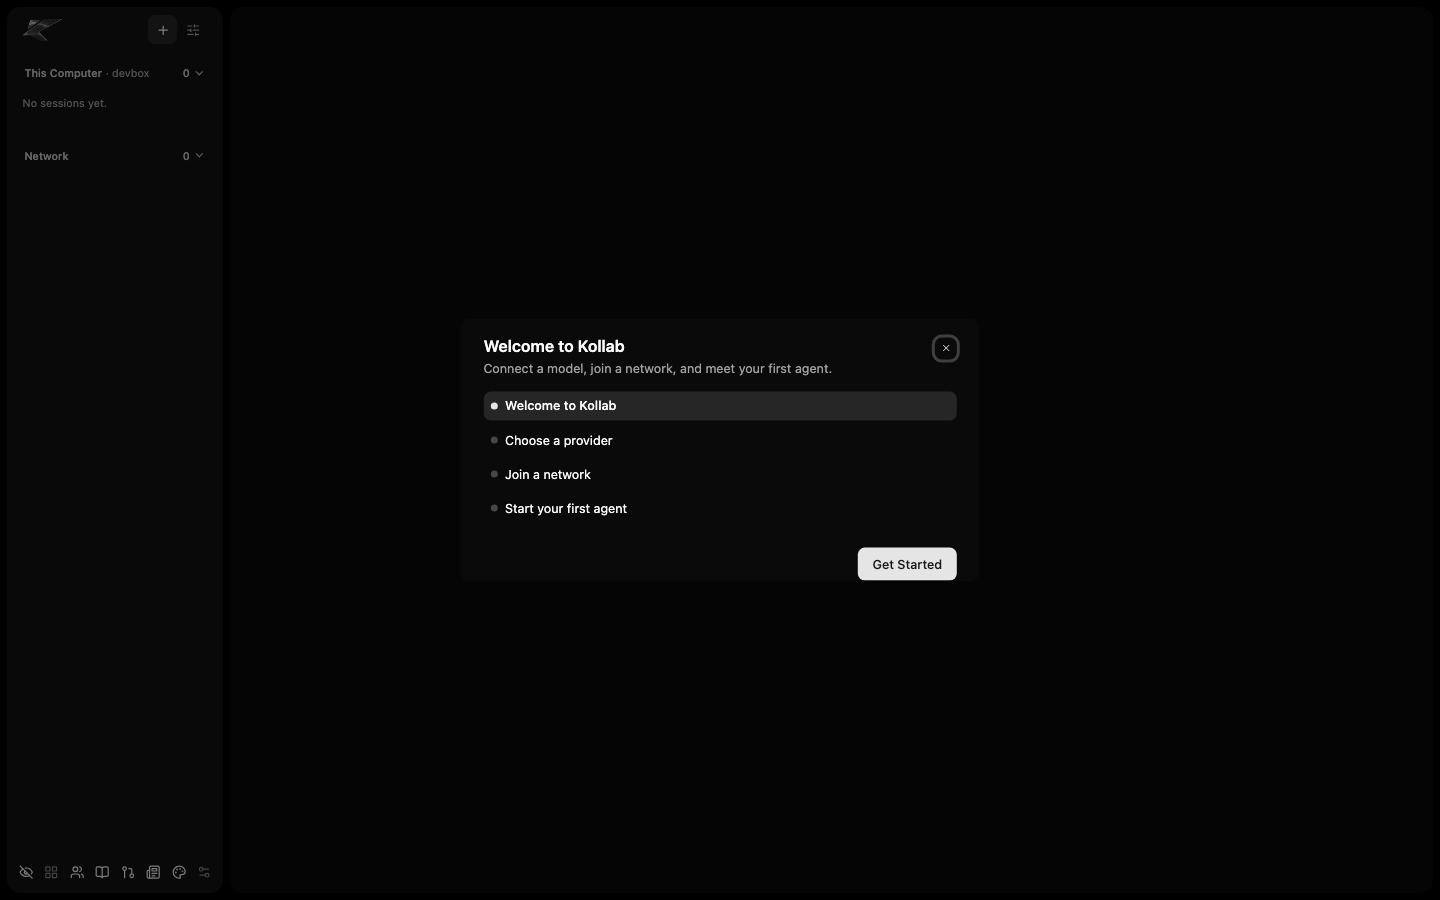 This Computer · devbox 0
No sessions yet.
Network 0
Welcome to Kollab
Connect a model, join a network, and meet your first agent.
Welcome to Kollab
Choose a provider
Join a network
Start your first agent
Get Started